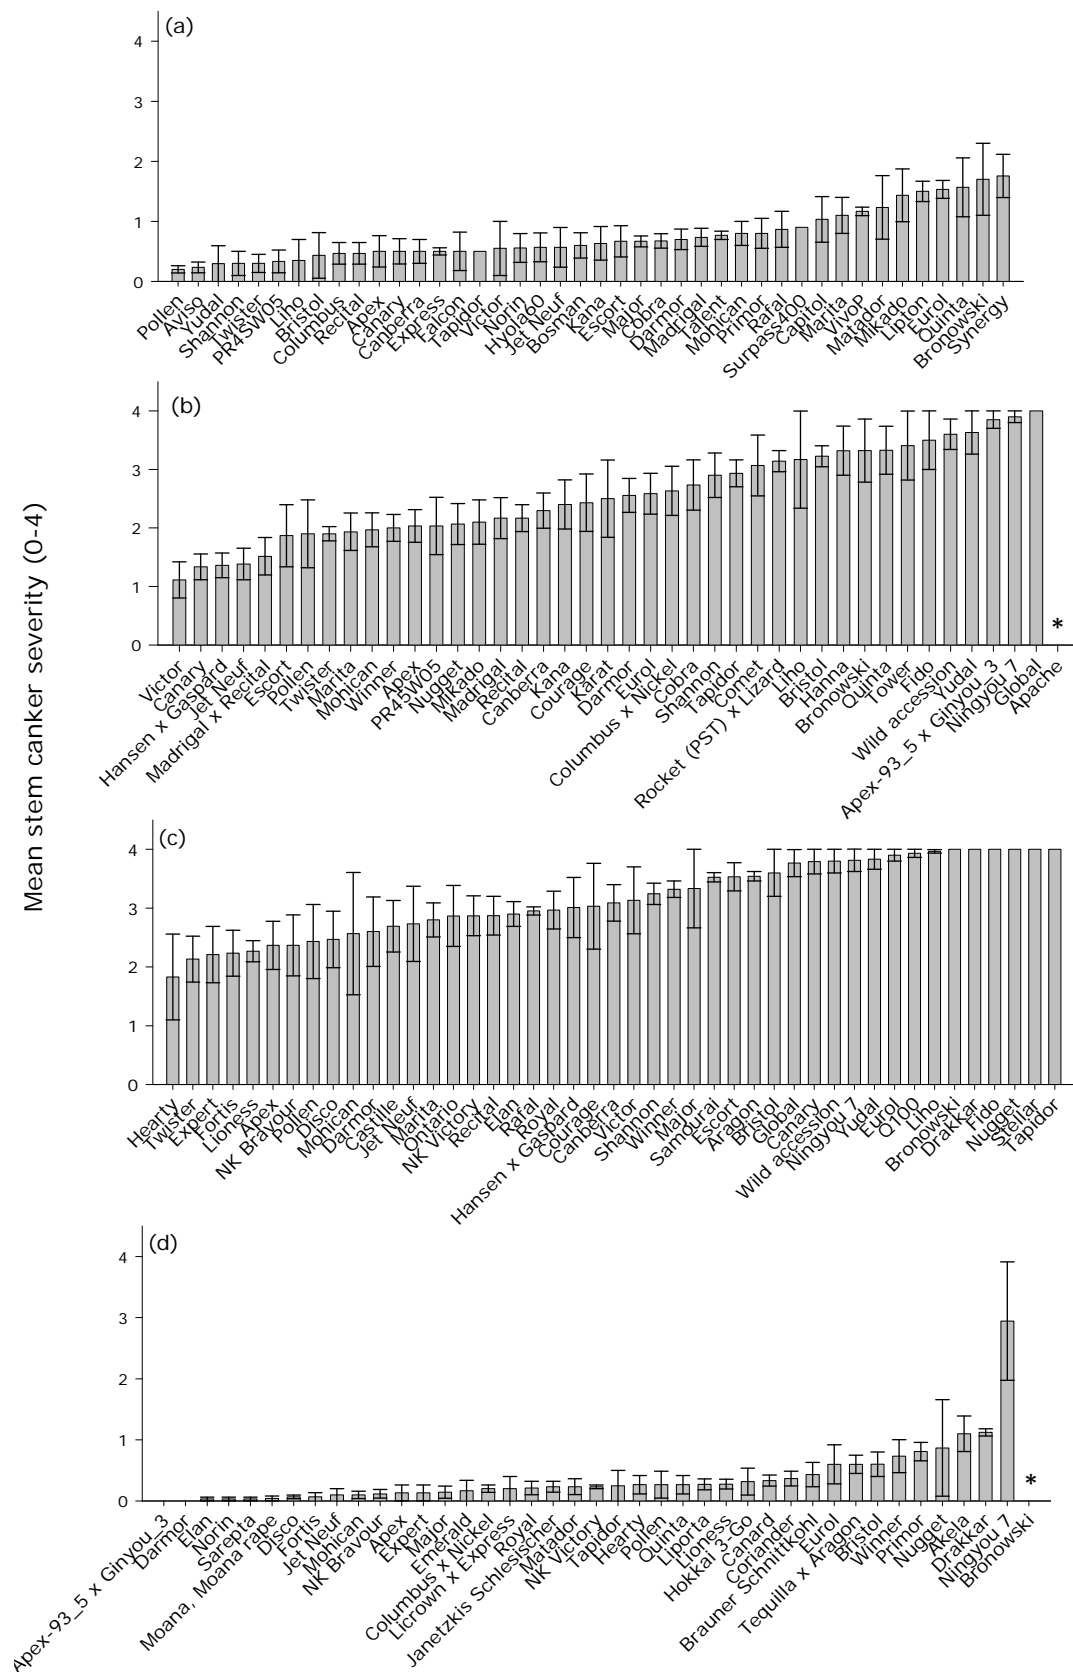 Mean stem canker severity (0-4)
(a)
4
3
2
1
0
Pollen
Aviso
Yudal
Shannon
Twister
PR45W05
Liho
Bristol
Columbus
Recital
Apex
Canary
Canberra
Express
Falcon
Tapidor
Victor
Norin
Hyola60
Jet Neuf
Bosman
Kana
Escort
Major
Cobra
Darmor
Madrigal
Talent
Mohican
Primor
Rafal
Surpass400
Capitol
Marita
VivoP
Matador
Mkado
Lipton
Eurol
Quinta
Bronowski
Synergy
(b)
4
3
2
1
0
Victor
Canary
Hansen x Gaspard
Jet Neuf
Madrigal x Recital
Escort
Pollen
Twister
Marita
Mohican
Winner
Apex
PR45W05
Nugget
Mikado
Madrigal
Recital
Canberra
Kana
Courage
Karat
Darmor
Eurol
Columbus x Nickel
Cobra
Shannon
Tapidor
Comet
Rocket (PST) x Lizard
Liho
Bristol
Hanna
Bronowski
Quinta
Tower
Fido
Wild accession
Yudal
Apex-93_5 x Ginyou_3
Ningyou 7
Global
Apache
*
(c)
4
3
2
1
0
Hearty
Twister
Expert
Fortis
Lioness
Apex
NK Bravour
Pollen
Disco
Mohican
Darmor
Castille
Jet Neuf
Marita
Ontario
NK Victory
Recital
Elan
Rafal
Royal
Hansen x Gaspard
Courage
Canberra
Victor
Shannon
Winner
Major
Samourai
Escort
Aragon
Bristol
Global
Canary
Wild accession
Ningyou 7
Yudal
Eurol
Q100
Liho
Bronowski
Drakkar
Fido
Nugget
Stellar
Tapidor
(d)
4
3
2
1
0
Apex-93_5 x Ginyou_3
Darmor
Elan
Norin
Sarepta
Moana, Moana rape
Disco
Fortis
Jet Neuf
Mohican
NK Bravour
Apex
Expert
Major
Emerald
Columbus x Nickel
Licrown x Express
Royal
Janetzkis Schlesischer
Matador
NK Victory
Tapidor
Hearty
Pollen
Quinta
Liporta
Lioness
Hokkai 3-Go
Canard
Coriander
Brauner Schnittkohl
Eurol
Tequilla x Aragon
Bristol
Winner
Primor
Nugget
Akela
Drakkar
Ningyou 7
Bronowski
*